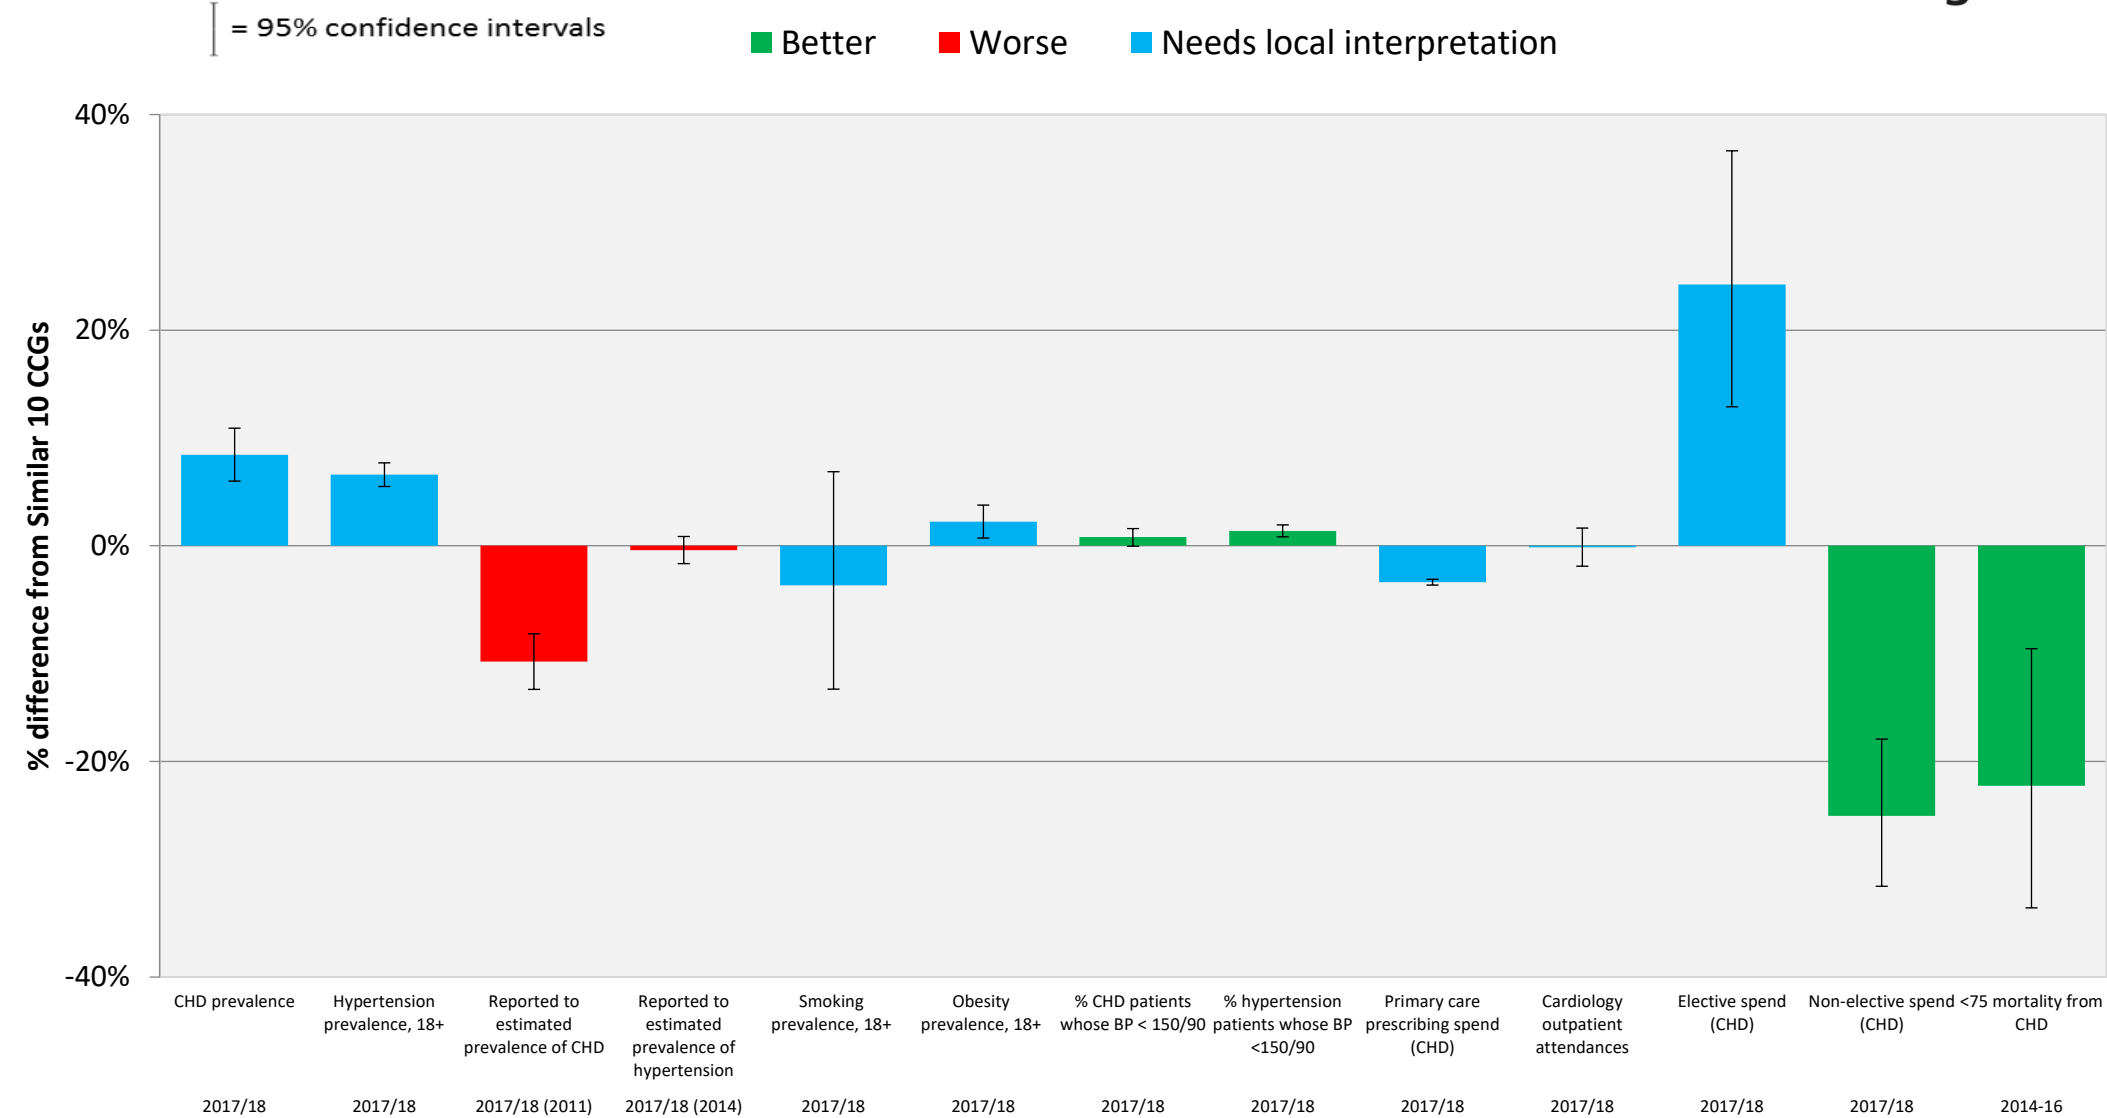 = 95% confidence intervals
Better
Worse
Needs local interpretation
% difference from Similar 10 CCGs
40%
20%
0%
-20%
-40%
CHD prevalence
2017/18
Hypertension
prevalence, 18+
2017/18
Reported to
estimated
prevalence of CHD
2017/18 (2011)
Reported to
estimated
prevalence of
hypertension
2017/18 (2014)
Smoking
prevalence, 18+
2017/18
Obesity
prevalence, 18+
2017/18
% CHD patients
whose BP < 150/90
2017/18
% hypertension
patients whose BP
<150/90
2017/18
Primary care
prescribing spend
(CHD)
2017/18
Cardiology
outpatient
attendances
2017/18
Elective spend
(CHD)
2017/18
Non-elective spend
(CHD)
2017/18
<75 mortality from
CHD
2014-16